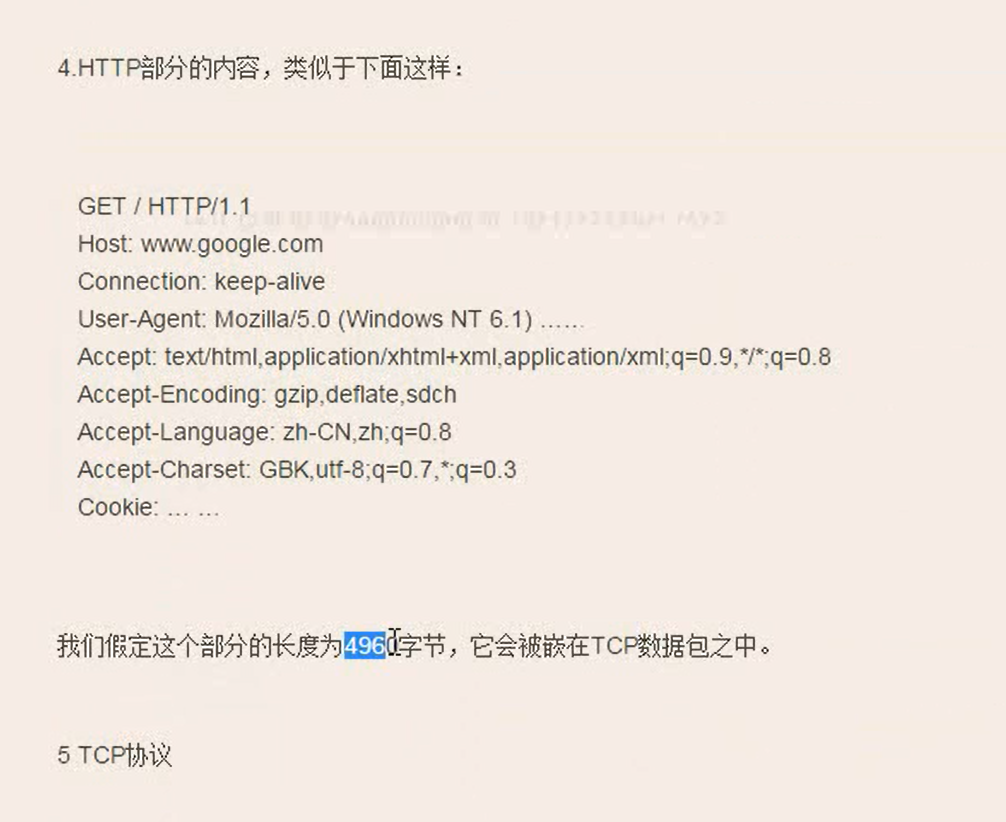 4.HTTP部分的内容，类似于下面这样：
GET / HTTP/1.1
Host: www.google.com
Connection: keep-alive
User-Agent: Mozilla/5.0 (Windows NT 6.1) ……
Accept: text/html,application/xhtml+xml,application/xml;q=0.9,*/*;q=0.8
Accept-Encoding: gzip,deflate,sdch
Accept-Language: zh-CN,zh;q=0.8
Accept-Charset: GBK,utf-8;q=0.7,*;q=0.3
Cookie: … …
我们假定这个部分的长度为4960字节，它会被嵌在TCP数据包之中。
5 TCP协议